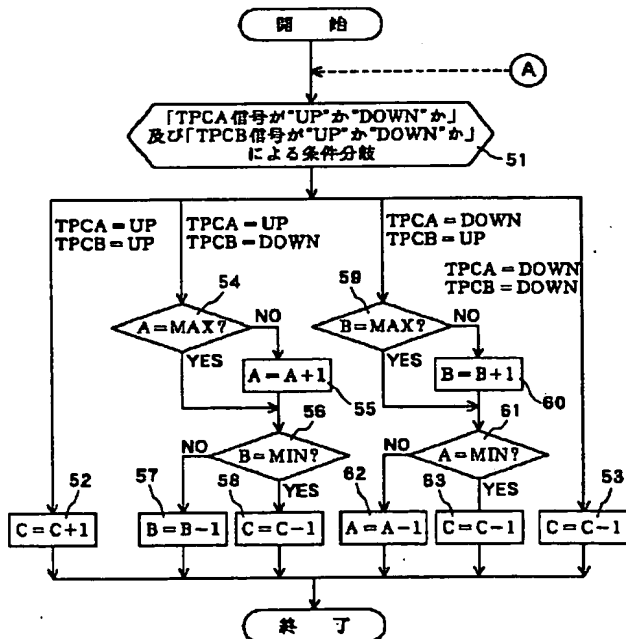 開 始
A
「TPCA信号が"UP"か"DOWN"か」
及び「TPCB信号が"UP"か"DOWN"か」
による条件分岐
51
TPCA=UP
TPCB=UP
TPCA=UP
TPCB=DOWN
TPCA=DOWN
TPCB=UP
TPCA=DOWN
TPCB=DOWN
54
A=MAX?
NO
YES
A=A+1
55
59
B=MAX?
NO
YES
B=B+1
60
56
B=MIN?
NO
YES
61
A=MIN?
NO
YES
52
C=C+1
57
B=B-1
58
C=C-1
62
A=A-1
63
C=C-1
53
C=C-1
終 了